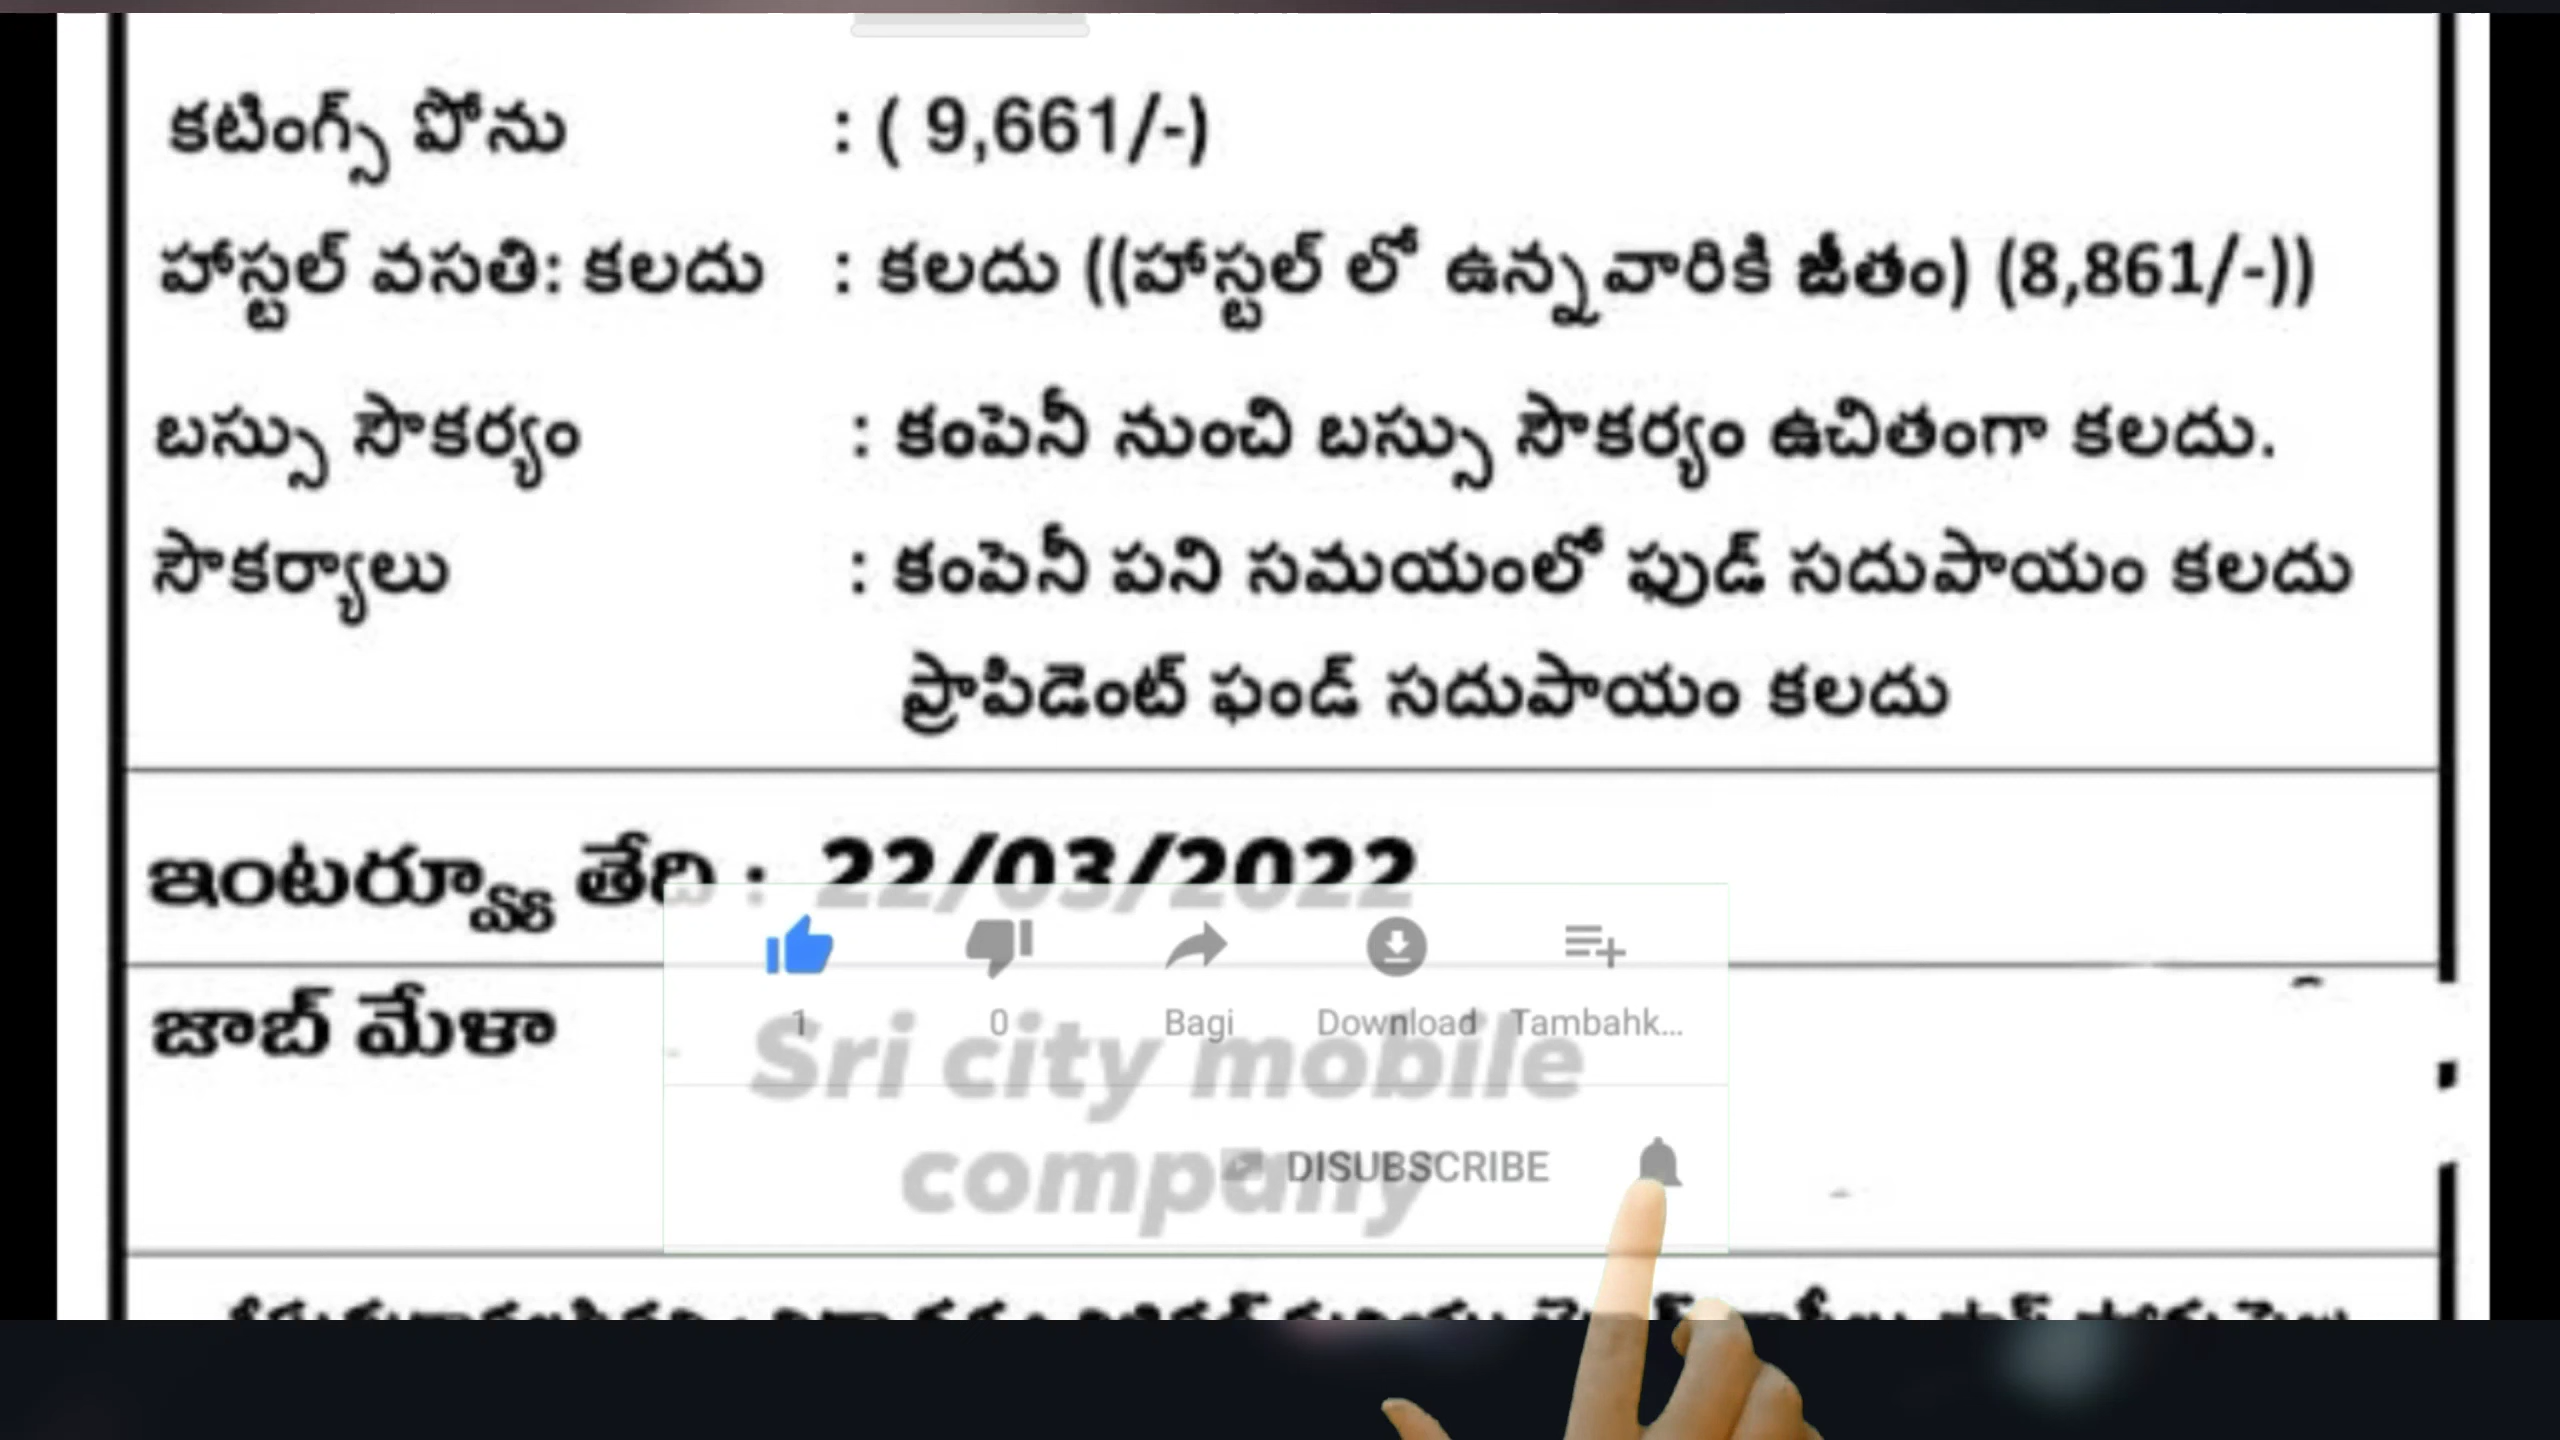 కటింగ్స్ పోను : ( 9,661/-)
హాస్టల్ వసతి: కలదు : కలదు ((హాస్టల్ లో ఉన్నవారికి జీతం) (8,861/-))
బస్సు సౌకర్యం : కంపెనీ నుంచి బస్సు సౌకర్యం ఉచితంగా కలదు.
సౌకర్యాలు : కంపెనీ పని సమయంలో ఫుడ్ సదుపాయం కలదు
ప్రొపిడెంట్ ఫండ్ సదుపాయం కలదు
ఇంటర్వ్యూ తేది : 22/03/2022
జాబ్ మేళా
1 0 Bagi Download Tambahk...
Sri city mobile
company
DISUBSCRIBE